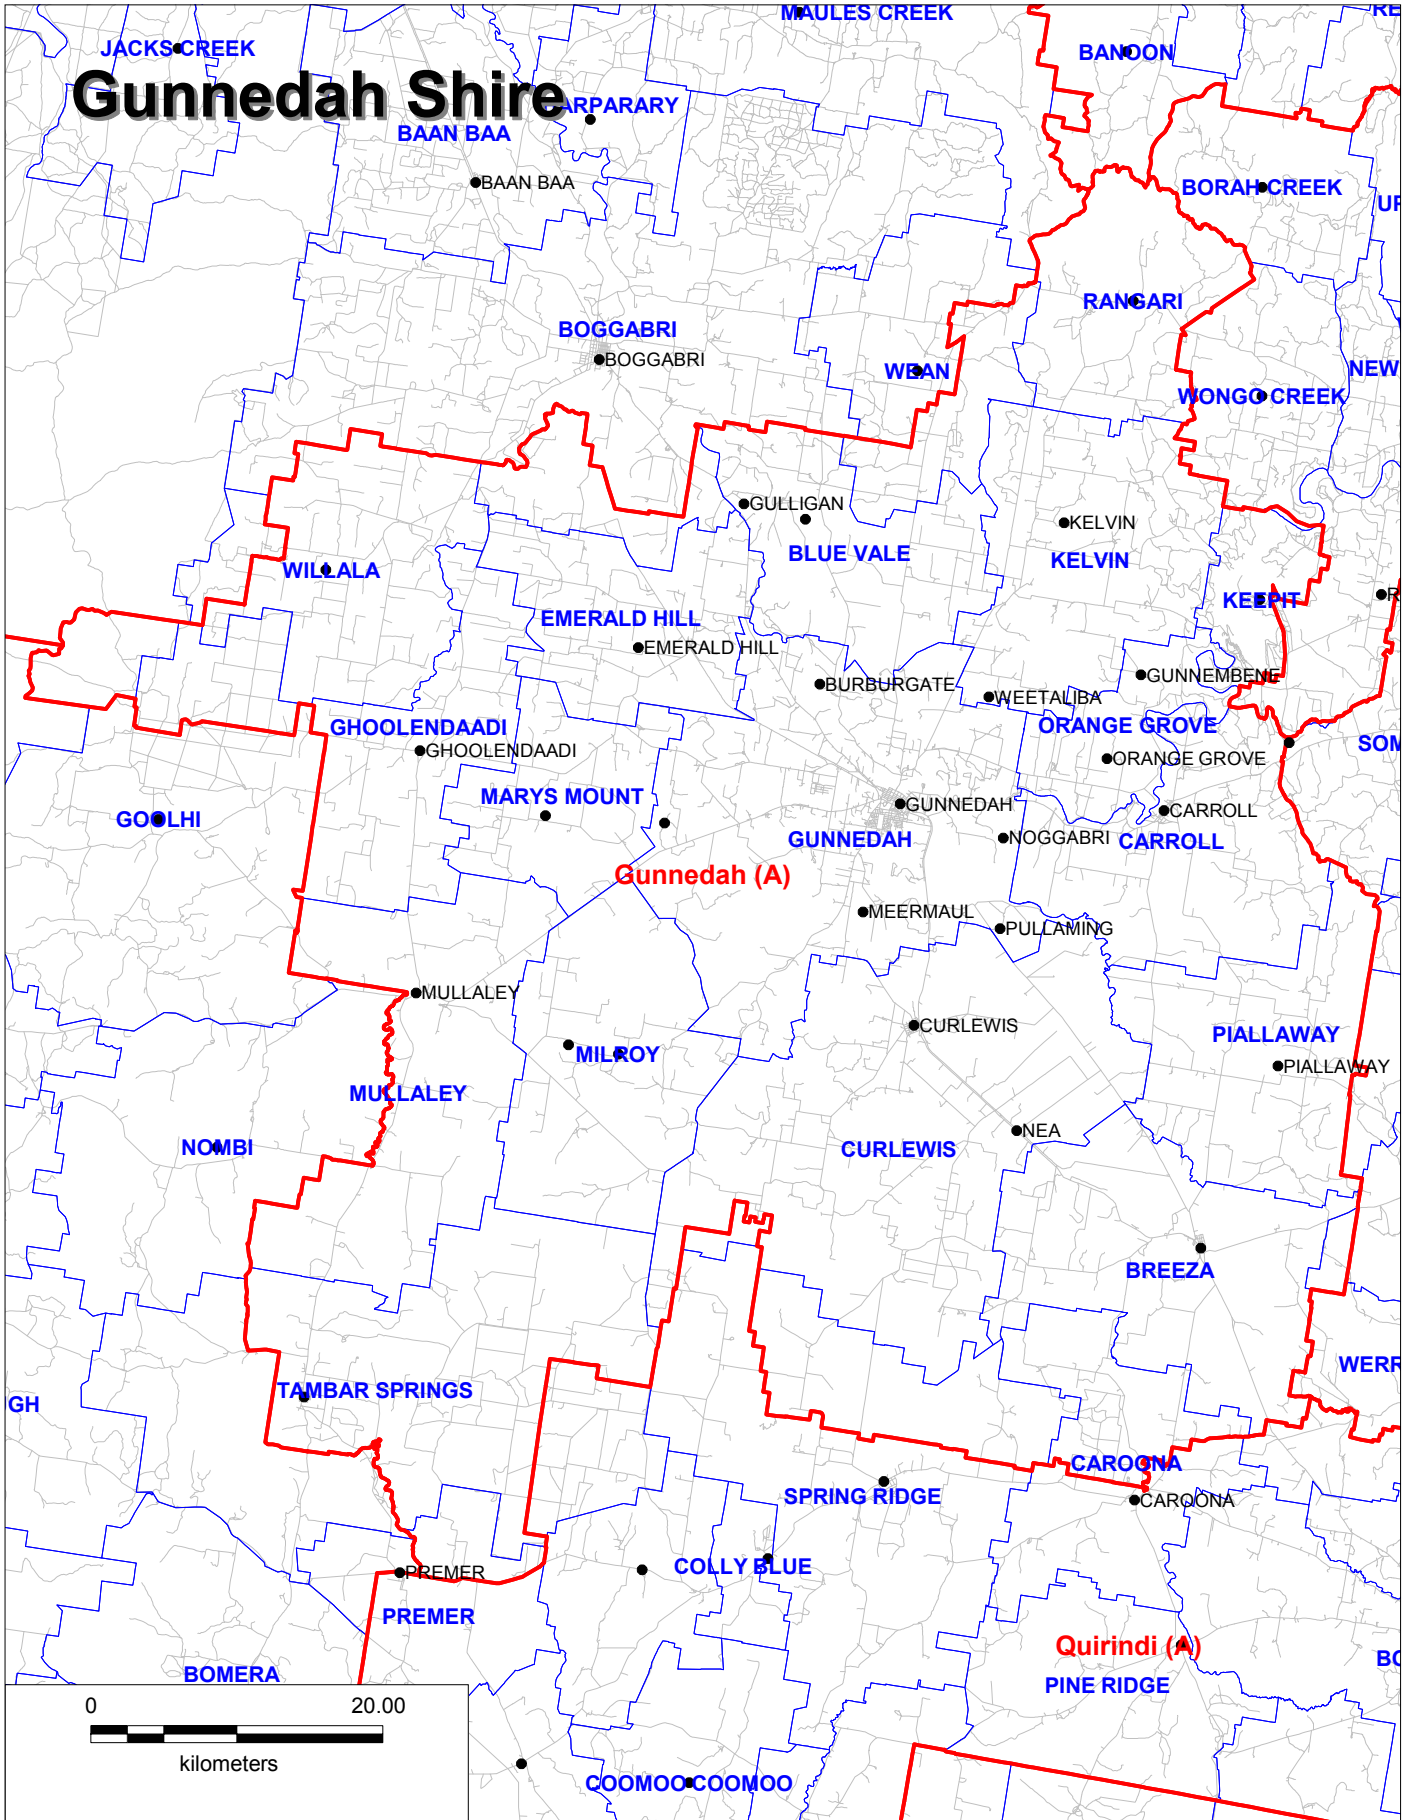 MAULES CREEK
RE
JACKS CREEK
BANOON
Gunnedah Shire
ARPARARY
BAAN BAA
BAAN BAA
BORAH CREEK
UP
RANGARI
BOGGABRI
BOGGABRI
WEAN
NEW
WONGO CREEK
GULLIGAN
KELVIN
BLUE VALE
KELVIN
WILLALA
KEEPIT
R
EMERALD HILL
EMERALD HILL
BURBURGATE
GUNNEMBENE
WEETALIBA
GHOOLENDAADI
ORANGE GROVE
SOM
GHOOLENDAADI
ORANGE GROVE
MARYS MOUNT
GUNNEDAH
CARROLL
GOOLHI
GUNNEDAH
NOGGABRI
CARROLL
Gunnedah (A)
MEERMAUL
PULLAMING
MULLALEY
CURLEWIS
PIALLAWAY
MILROY
PIALLAWAY
MULLALEY
NEA
NOMBI
CURLEWIS
BREEZA
WERR
TAMBAR SPRINGS
GH
CAROONA
SPRING RIDGE
CAROONA
COLLY BLUE
PREMER
PREMER
Quirindi (A)
BO
BOMERA
PINE RIDGE
0 20.00
kilometers
COOMOO COOMOO